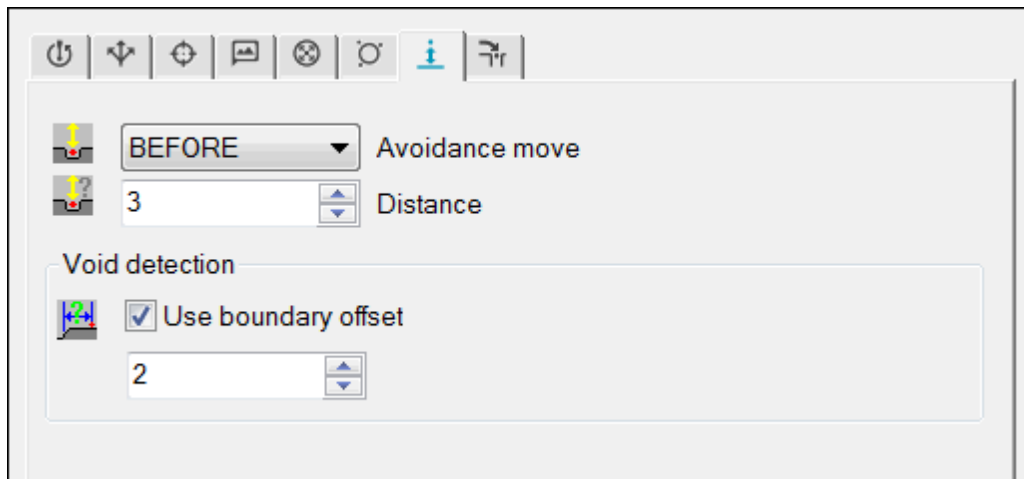 BEFORE Avoidance move
3 Distance
Void detection
Use boundary offset
2